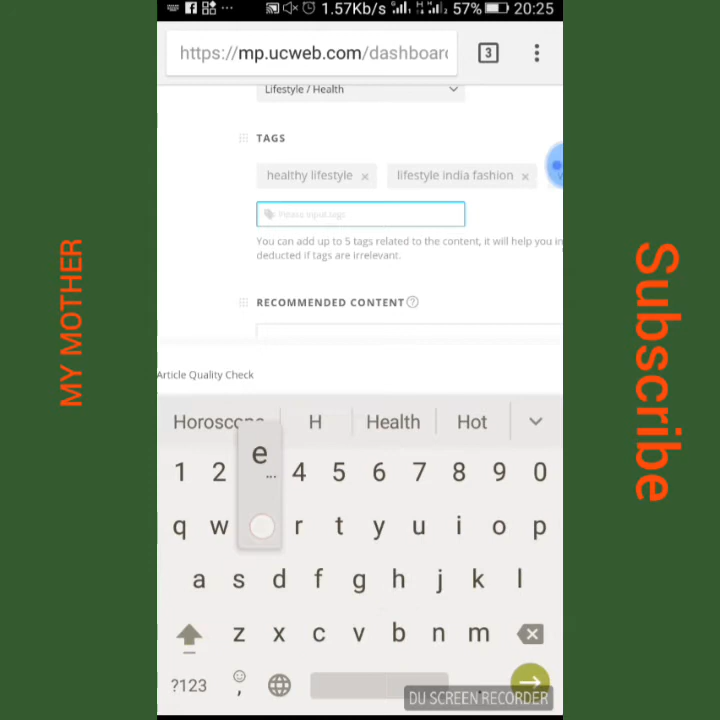 1.57Kb/s 57% 20:25
https://mp.ucweb.com/dashboard
3
Lifestyle / Health
TAGS
healthy lifestyle × lifestyle india fashion ×
Please input tags
You can add up to 5 tags related to the content, it will help you in
deducted if tags are irrelevant.
RECOMMENDED CONTENT ?
Article Quality Check
Horoscope H Health Hot
e
...
1 2 4 5 6 7 8 9 0
q w r t y u i o p
a s d f g h j k l
z x c v b n m
?123 ,
DU SCREEN RECORDER
MY MOTHER
Subscribe